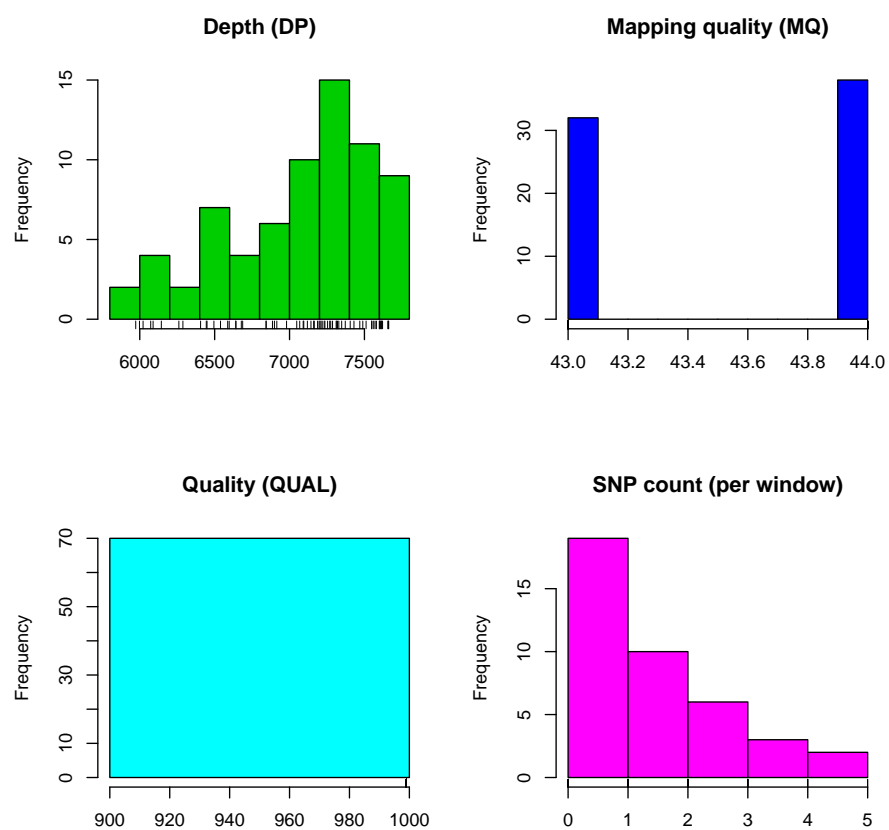 Depth (DP)
Frequency
0 5 10 15
6000 6500 7000 7500
Mapping quality (MQ)
Frequency
0 10 20 30
43.0 43.2 43.4 43.6 43.8 44.0
Quality (QUAL)
Frequency
0 10 30 50 70
900 920 940 960 980 1000
SNP count (per window)
Frequency
0 5 10 15
0 1 2 3 4 5